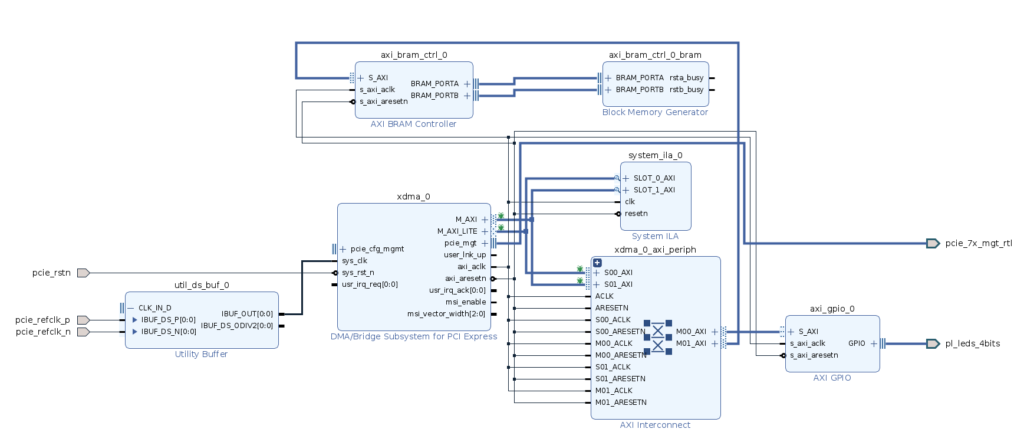 axi_bram_ctrl_0
S_AXI
s_axi_aclk
s_axi_aresetn
BRAM_PORTA
BRAM_PORTB
AXI BRAM Controller
axi_bram_ctrl_0_bram
BRAM_PORTA
BRAM_PORTB
rsta_busy
rstb_busy
Block Memory Generator
system_ila_0
SLOT_0_AXI
SLOT_1_AXI
clk
resetn
System ILA
xdma_0
pcie_cfg_mgmt
sys_clk
sys_rst_n
usr_irq_req[0:0]
M_AXI
M_AXI_LITE
pcie_mgt
user_lnk_up
axi_aclk
axi_aresetn
usr_irq_ack[0:0]
msi_enable
msi_vector_width[2:0]
DMA/Bridge Subsystem for PCI Express
pcie_rstn
pcie_refclk_p
pcie_refclk_n
util_ds_buf_0
CLK_IN_D
IBUF_DS_P[0:0]
IBUF_DS_N[0:0]
IBUF_OUT[0:0]
IBUF_DS_ODIV2[0:0]
Utility Buffer
xdma_0_axi_periph
S00_AXI
S01_AXI
ACLK
ARESETN
S00_ACLK
S00_ARESETN
M00_ACLK
M00_ARESETN
S01_ACLK
S01_ARESETN
M01_ACLK
M01_ARESETN
M00_AXI
M01_AXI
AXI Interconnect
axi_gpio_0
S_AXI
s_axi_aclk
s_axi_aresetn
GPIO
AXI GPIO
pcie_7x_mgt_rtl
pl_leds_4bits